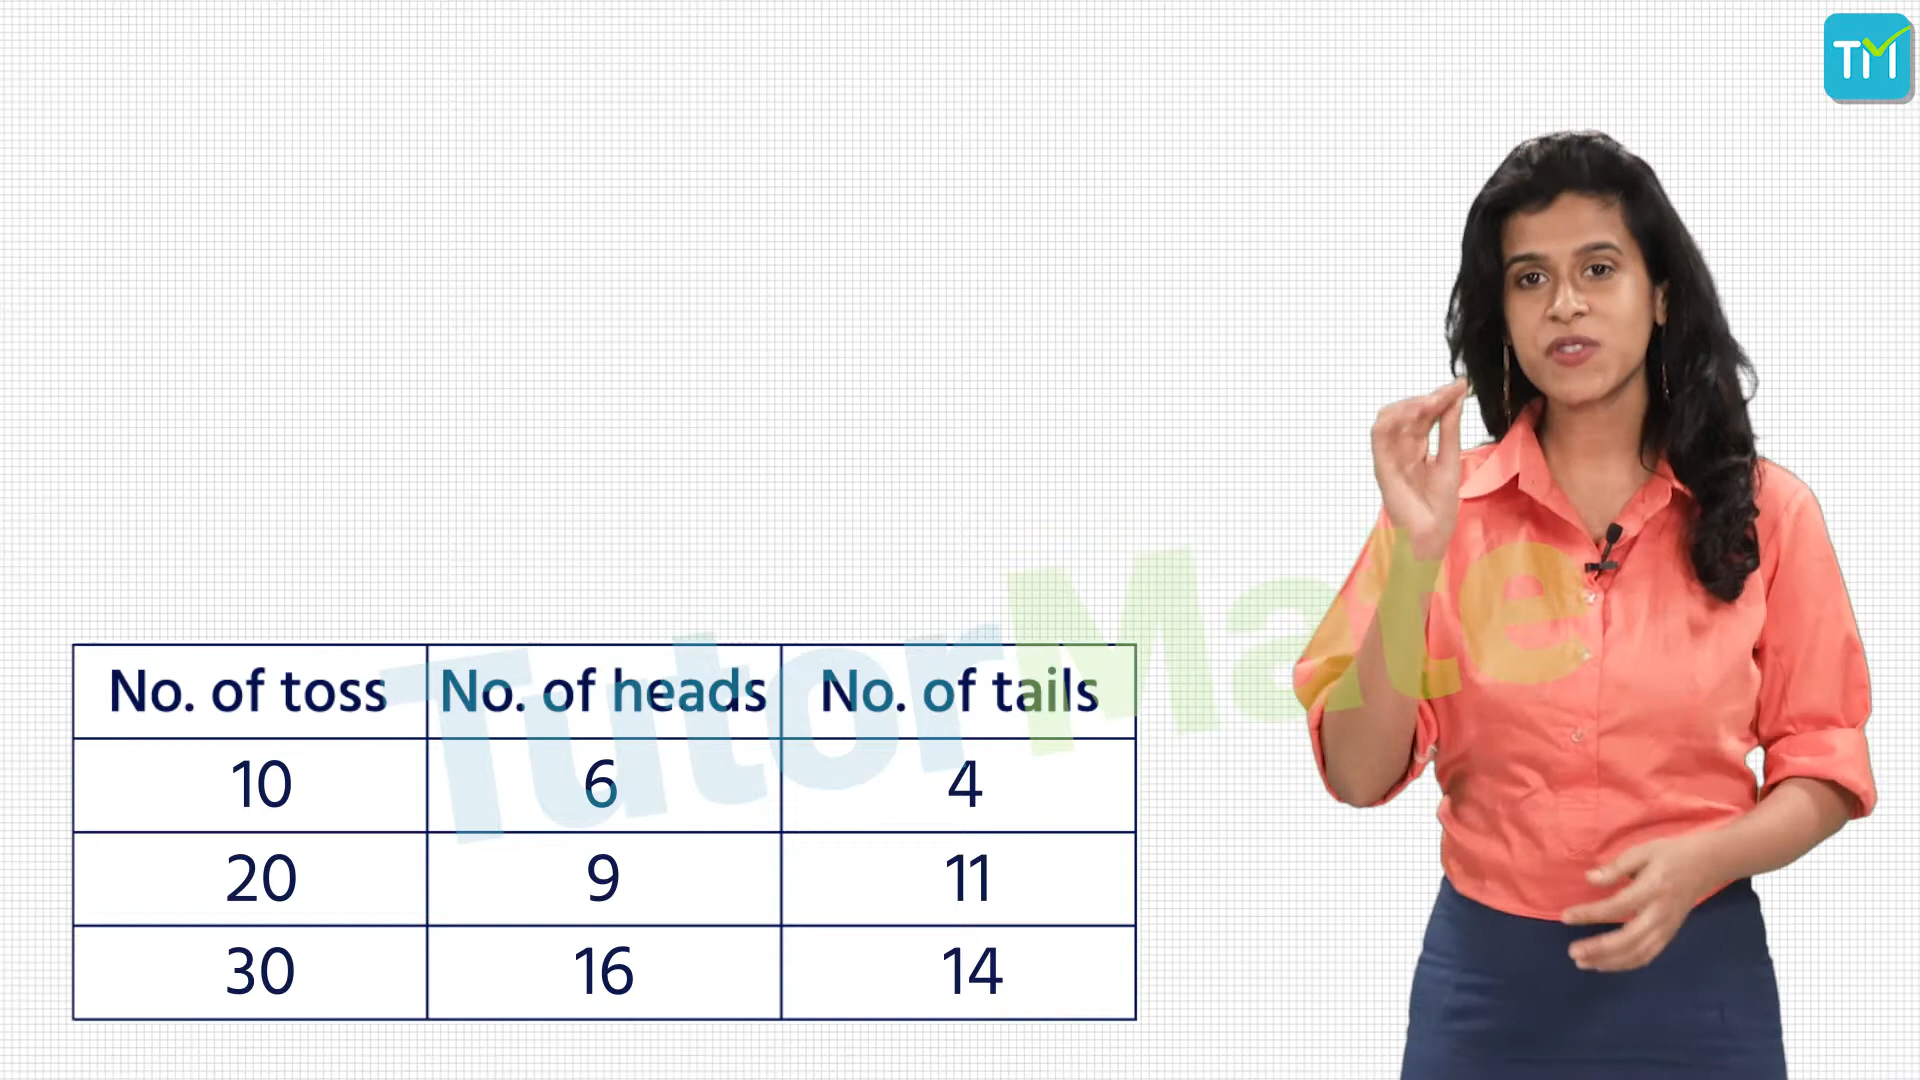 TM
No. of toss No. of heads No. of tails
10 6 4
20 9 11
30 16 14
TutorMate